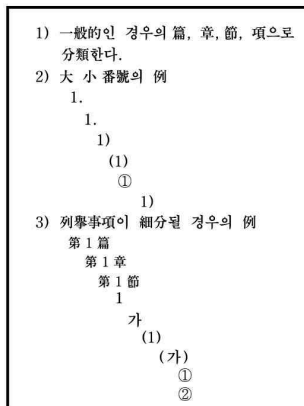 1) 一般的인 경우의 篇, 章, 節, 項으로
分類한다.
2) 大 小 番號의 例
1.
1.
1)
(1)
①
1)
3) 列擧事項이 細分될 경우의 例
第 1 篇
第 1 章
第 1 節
1
가
(1)
(가)
①
②